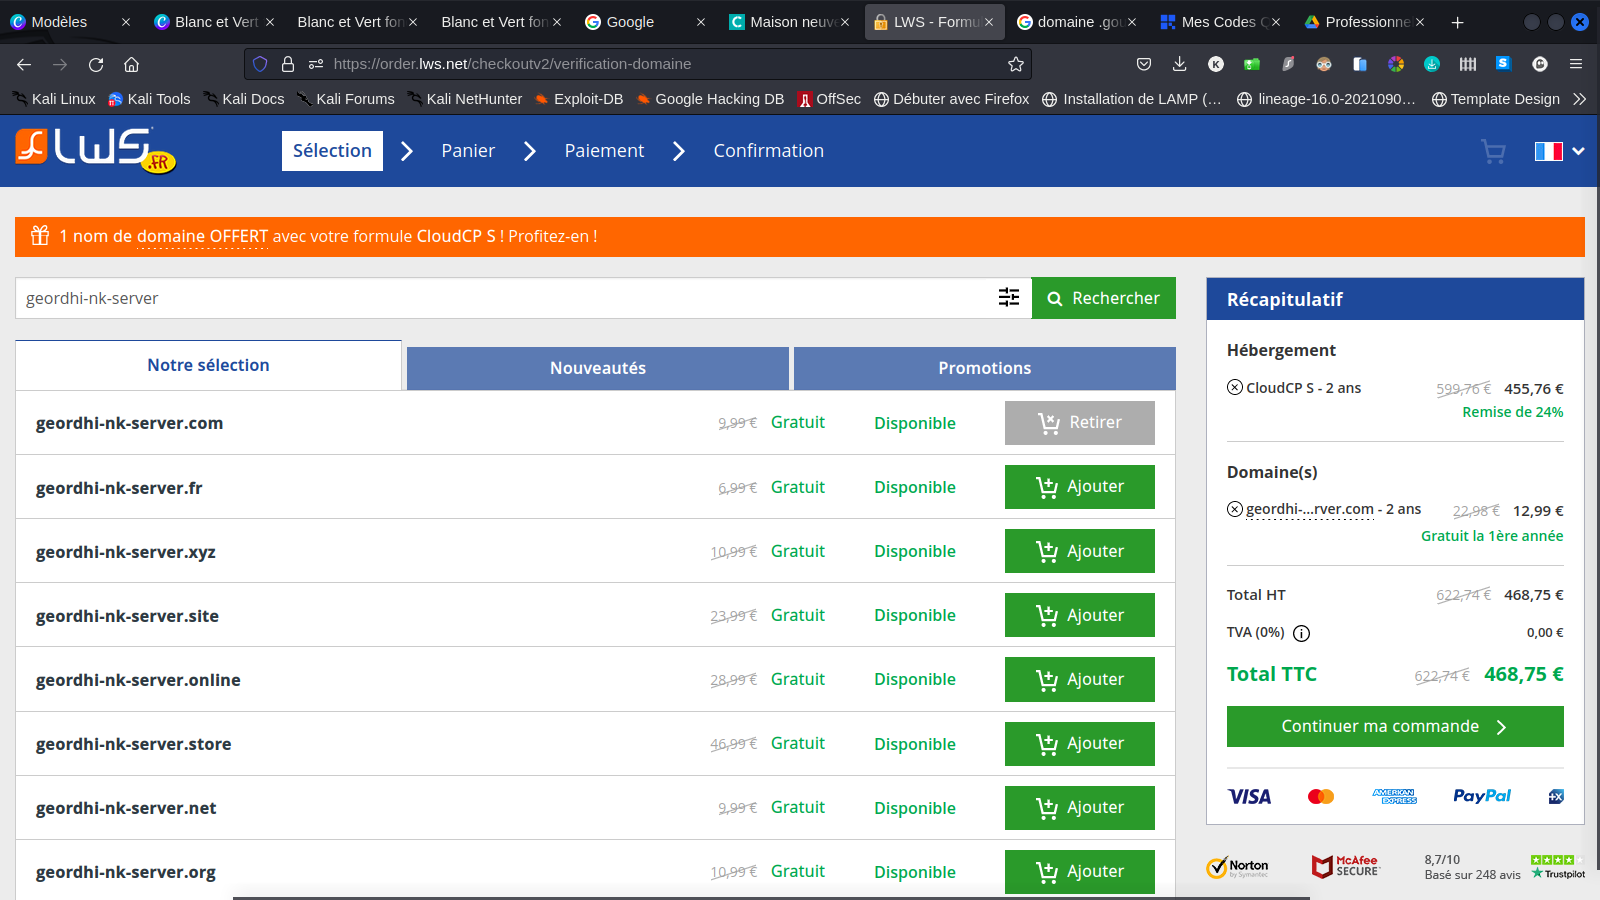 Modèles
Blanc et Vert
Blanc et Vert fon
Blanc et Vert fon
Google
Maison neuve
LWS - Formu
domaine .gou
Mes Codes Q
Professionnel
https://order.lws.net/checkoutv2/verification-domaine
Kali Linux
Kali Tools
Kali Docs
Kali Forums
Kali NetHunter
Exploit-DB
Google Hacking DB
OffSec
Débuter avec Firefox
Installation de LAMP (…
lineage-16.0-2021090…
Template Design
LWS .FR
Sélection
Panier
Paiement
Confirmation
1 nom de domaine OFFERT avec votre formule CloudCP S ! Profitez-en !
geordhi-nk-server
Rechercher
Notre sélection
Nouveautés
Promotions
geordhi-nk-server.com 9,99 € Gratuit Disponible Retirer
geordhi-nk-server.fr 6,99 € Gratuit Disponible Ajouter
geordhi-nk-server.xyz 10,99 € Gratuit Disponible Ajouter
geordhi-nk-server.site 23,99 € Gratuit Disponible Ajouter
geordhi-nk-server.online 28,99 € Gratuit Disponible Ajouter
geordhi-nk-server.store 46,99 € Gratuit Disponible Ajouter
geordhi-nk-server.net 9,99 € Gratuit Disponible Ajouter
geordhi-nk-server.org 10,99 € Gratuit Disponible Ajouter
Récapitulatif
Hébergement
CloudCP S - 2 ans 599,76 € 455,76 €
Remise de 24%
Domaine(s)
geordhi-...rver.com - 2 ans 22,98 € 12,99 €
Gratuit la 1ère année
Total HT 622,74 € 468,75 €
TVA (0%) 0,00 €
Total TTC 622,74 € 468,75 €
Continuer ma commande
VISA
AMERICAN EXPRESS
PayPal
+X
Norton
by Symantec
McAfee
SECURE
8,7/10
Basé sur 248 avis
Trustpilot